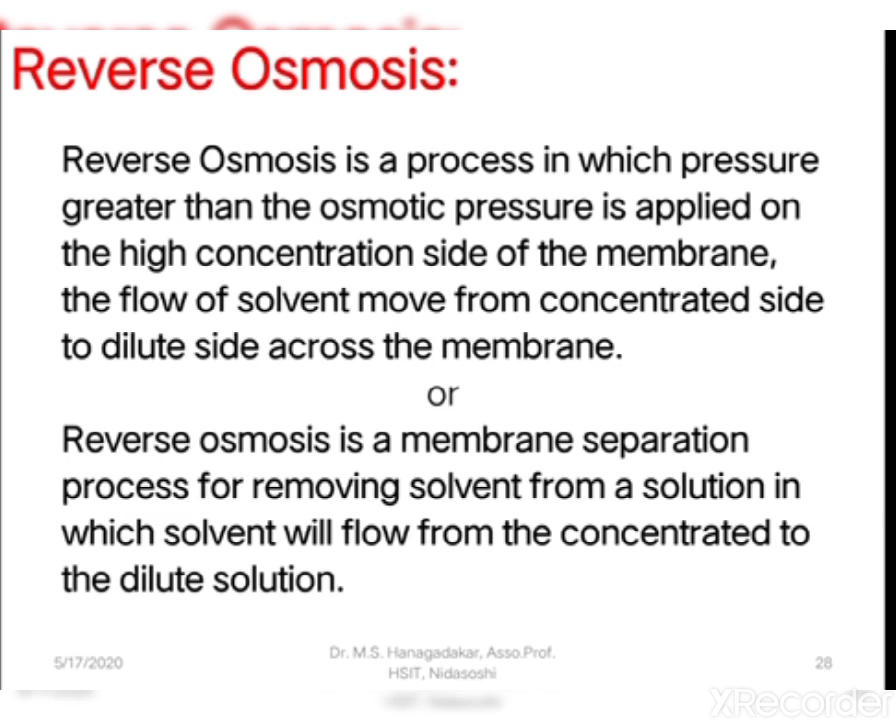 Reverse Osmosis:
Reverse Osmosis is a process in which pressure
greater than the osmotic pressure is applied on
the high concentration side of the membrane,
the flow of solvent move from concentrated side
to dilute side across the membrane.
or
Reverse osmosis is a membrane separation
process for removing solvent from a solution in
which solvent will flow from the concentrated to
the dilute solution.
5/17/2020
Dr. M.S. Hanagadakar, Asso.Prof.
HSIT, Nidasoshi
28
XRecorder